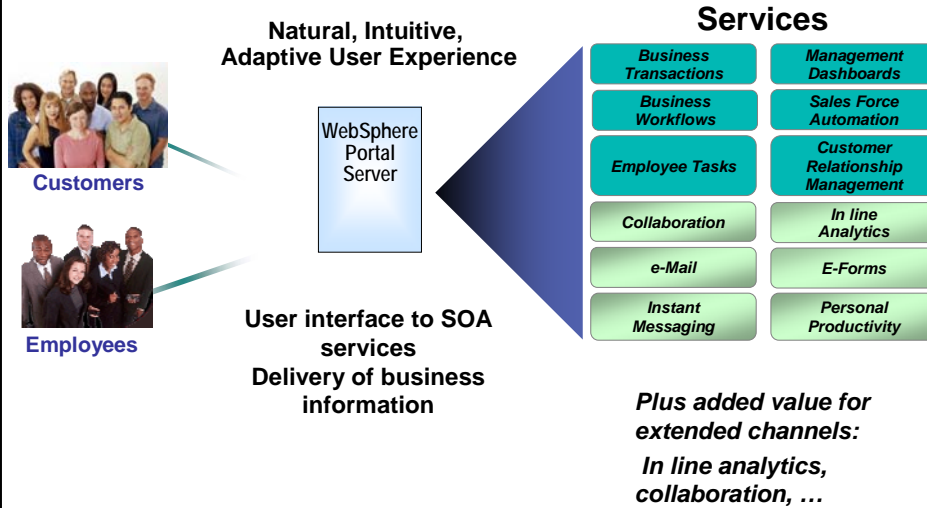 Natural, Intuitive,
Adaptive User Experience
Customers
Employees
WebSphere
Portal
Server
User interface to SOA
services
Delivery of business
information
Services
Business
Transactions
Management
Dashboards
Business
Workflows
Sales Force
Automation
Employee Tasks
Customer
Relationship
Management
Collaboration
In line
Analytics
e-Mail
E-Forms
Instant
Messaging
Personal
Productivity
Plus added value for
extended channels:
In line analytics,
collaboration, …